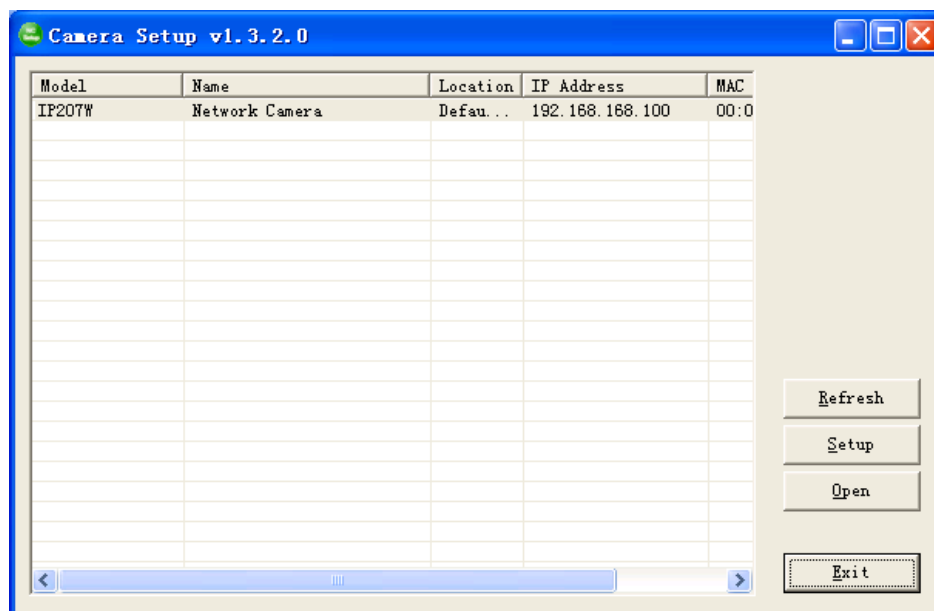 Camera Setup v1.3.2.0
Model Name Location IP Address MAC
IP207W Network Camera Defau... 192.168.168.100 00:0
Refresh
Setup
Open
Exit